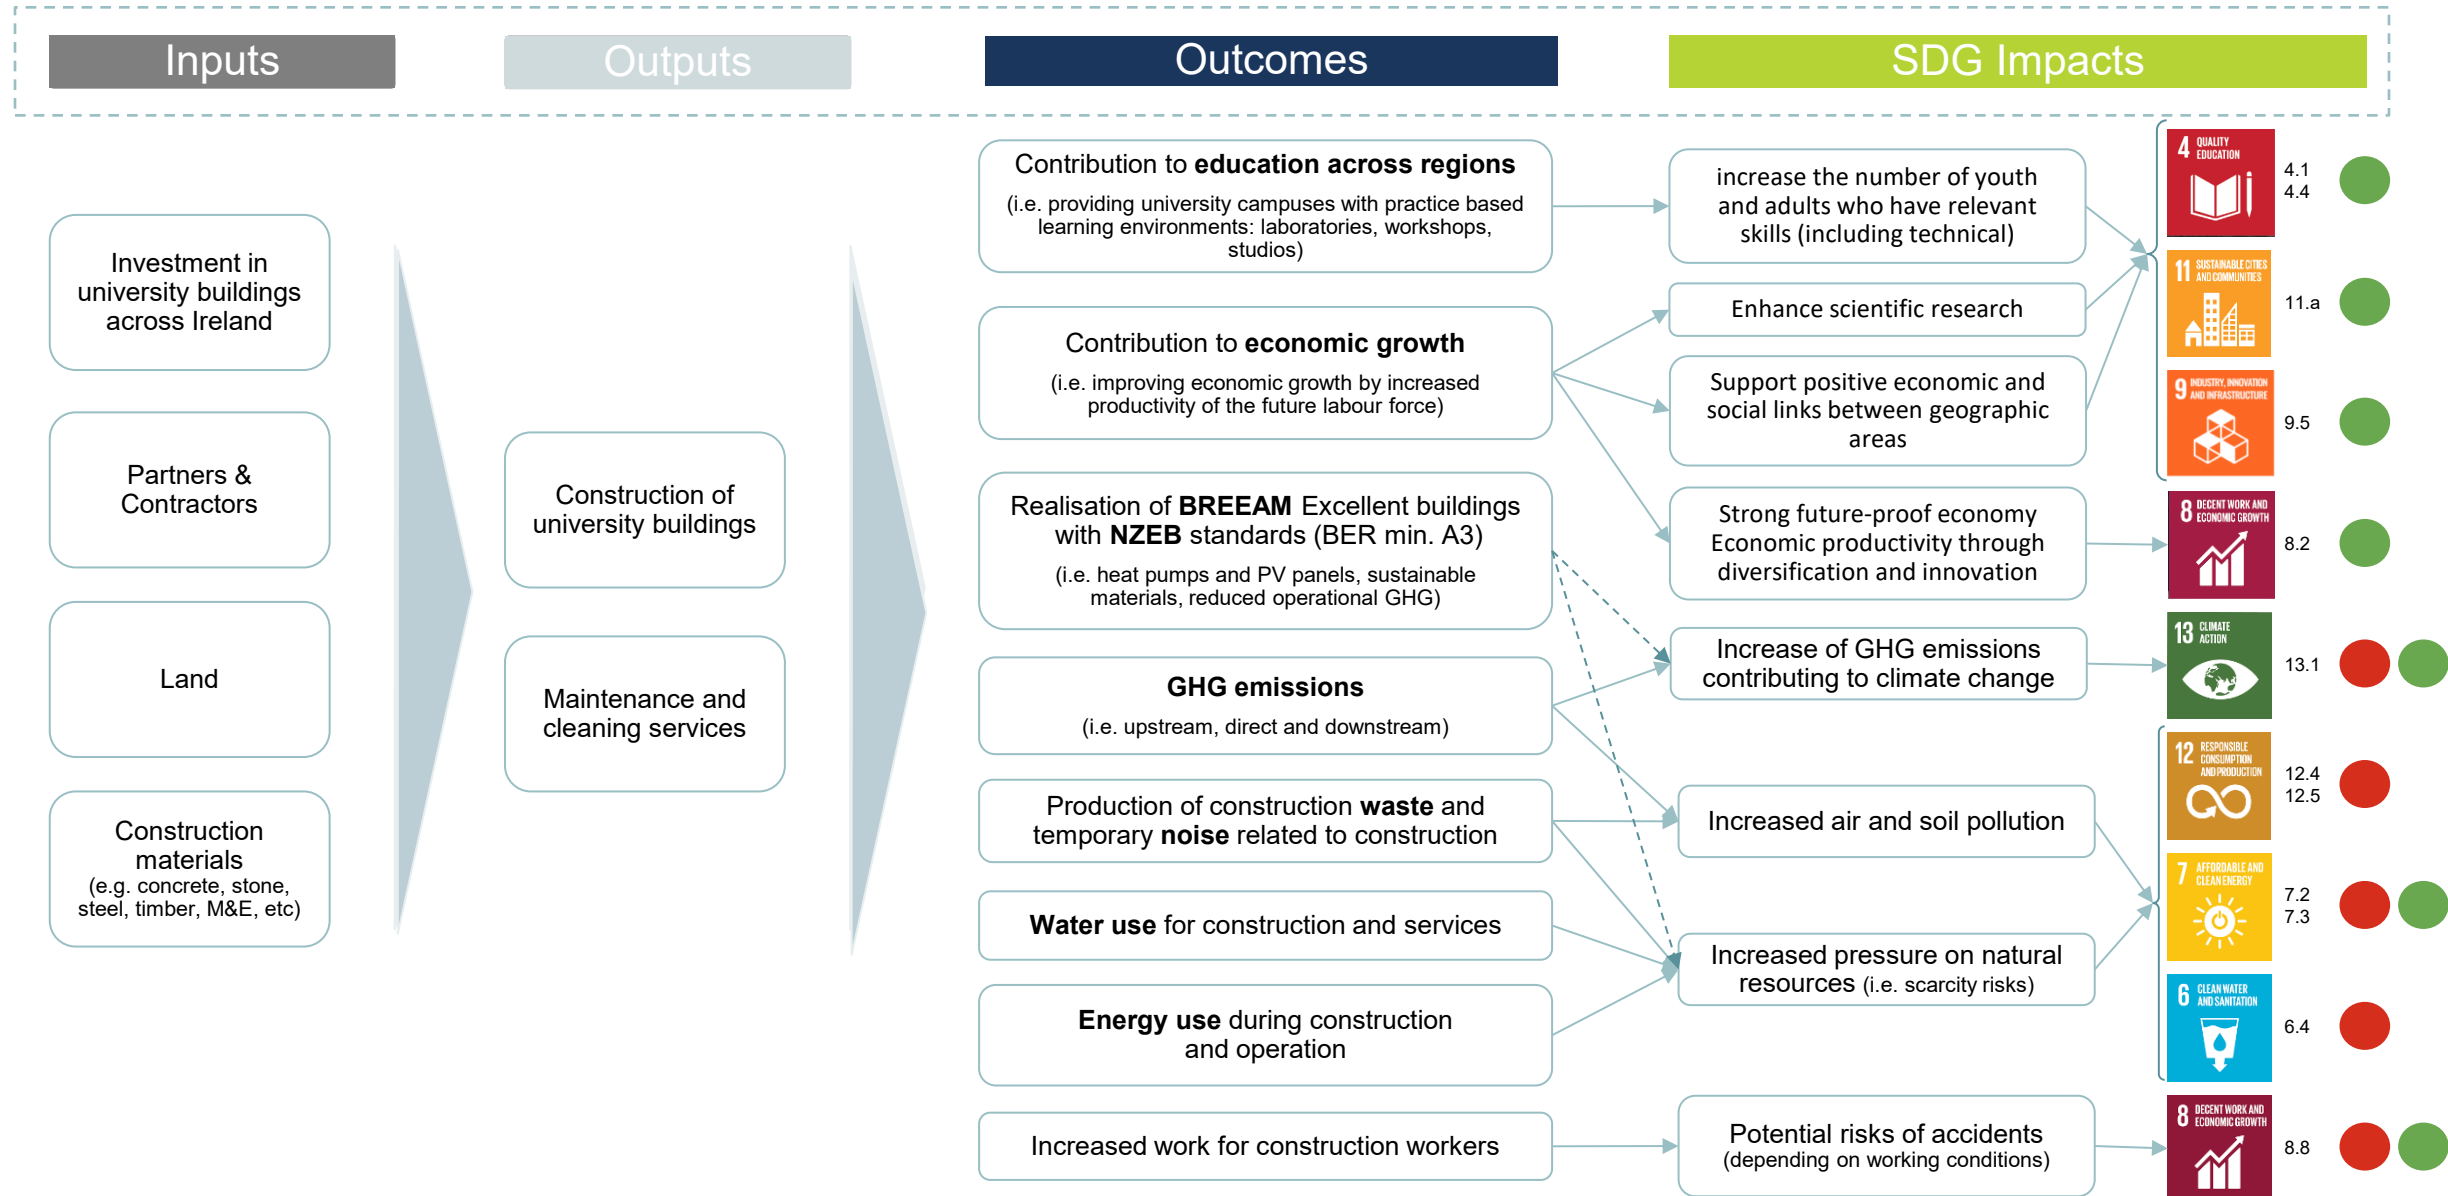 Inputs
Outputs
Outcomes
SDG Impacts
Investment in
university buildings
across Ireland
Partners &
Contractors
Land
Construction
materials
(e.g. concrete, stone,
steel, timber, M&E, etc)
Construction of
university buildings
Maintenance and
cleaning services
Contribution to education across regions
(i.e. providing university campuses with practice based
learning environments: laboratories, workshops,
studios)
Contribution to economic growth
(i.e. improving economic growth by increased
productivity of the future labour force)
Realisation of BREEAM Excellent buildings
with NZEB standards (BER min. A3)
(i.e. heat pumps and PV panels, sustainable
materials, reduced operational GHG)
GHG emissions
(i.e. upstream, direct and downstream)
Production of construction waste and
temporary noise related to construction
Water use for construction and services
Energy use during construction
and operation
Increased work for construction workers
increase the number of youth
and adults who have relevant
skills (including technical)
Enhance scientific research
Support positive economic and
social links between geographic
areas
Strong future-proof economy
Economic productivity through
diversification and innovation
Increase of GHG emissions
contributing to climate change
Increased air and soil pollution
Increased pressure on natural
resources (i.e. scarcity risks)
Potential risks of accidents
(depending on working conditions)
4 QUALITY
EDUCATION
4.1
4.4
11 SUSTAINABLE CITIES
AND COMMUNITIES
11.a
9 INDUSTRY, INNOVATION
AND INFRASTRUCTURE
9.5
8 DECENT WORK AND
ECONOMIC GROWTH
8.2
13 CLIMATE
ACTION
13.1
12 RESPONSIBLE
CONSUMPTION
AND PRODUCTION
12.4
12.5
7 AFFORDABLE AND
CLEAN ENERGY
7.2
7.3
6 CLEAN WATER
AND SANITATION
6.4
8 DECENT WORK AND
ECONOMIC GROWTH
8.8